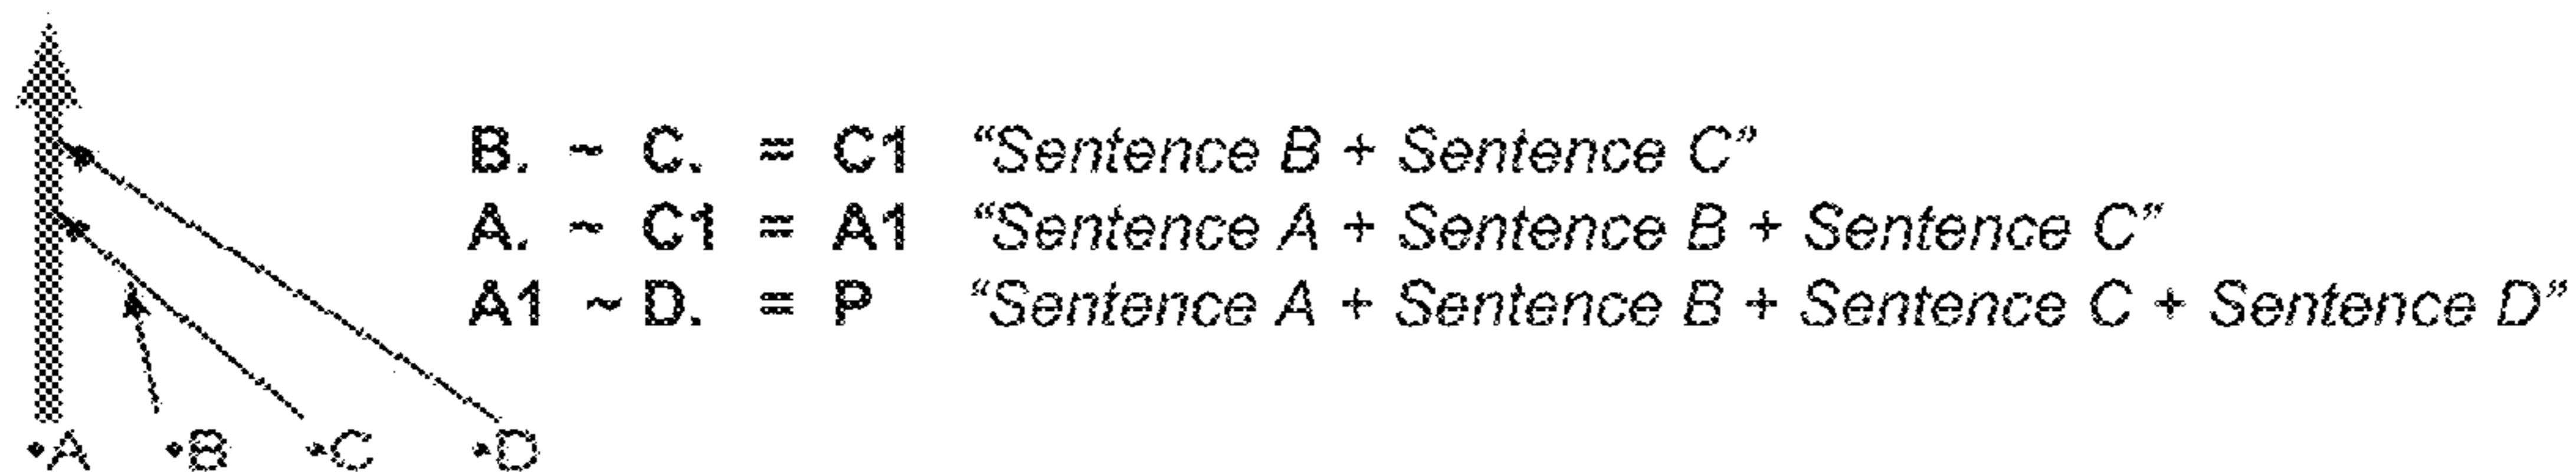 B. ~ C. = C1 “Sentence B + Sentence C”
A. ~ C1 = A1 “Sentence A + Sentence B + Sentence C”
A1 ~ D. = P “Sentence A + Sentence B + Sentence C + Sentence D”
•A •B •C •D